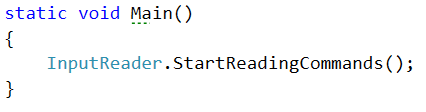 static void Main()
{
    InputReader.StartReadingCommands();
}